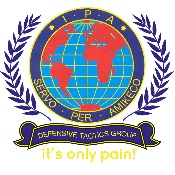 I P A
SERVO PER AMIKECO
DEFENSIVE TACTICS GROUP
It's only pain!